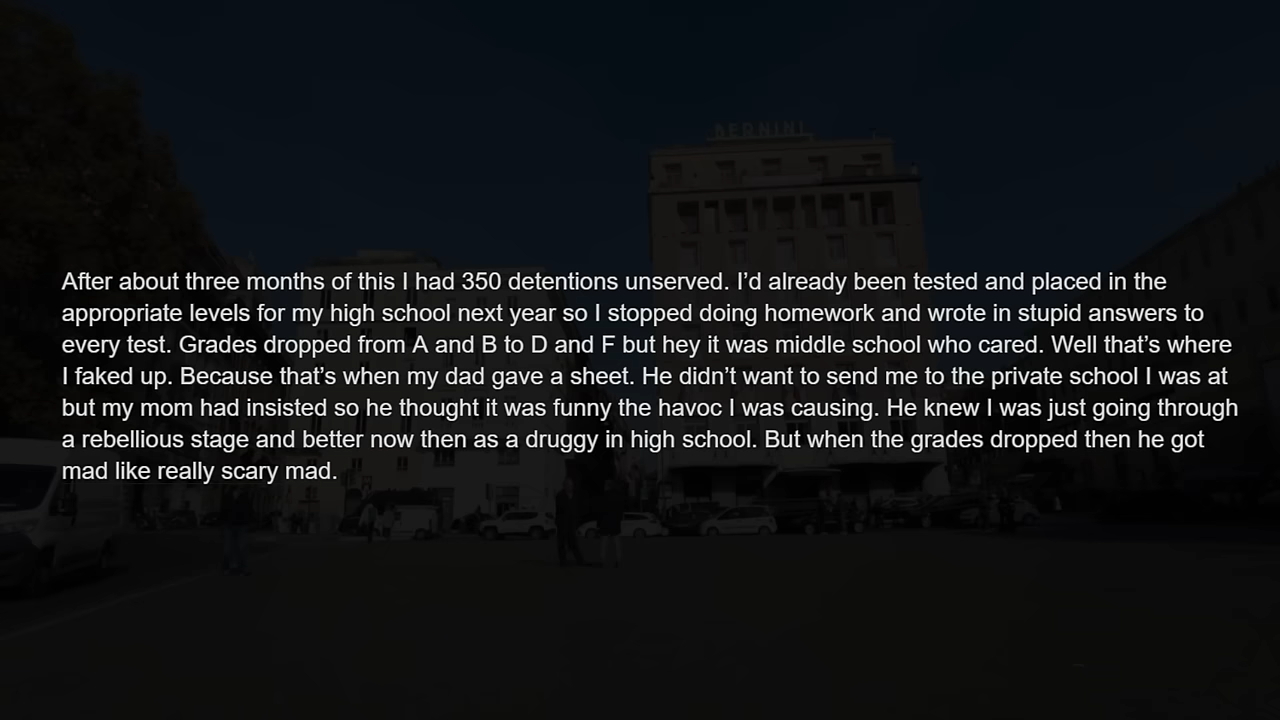 BERNINI
After about three months of this I had 350 detentions unserved. I’d already been tested and placed in the
appropriate levels for my high school next year so I stopped doing homework and wrote in stupid answers to
every test. Grades dropped from A and B to D and F but hey it was middle school who cared. Well that’s where
I faked up. Because that’s when my dad gave a sheet. He didn’t want to send me to the private school I was at
but my mom had insisted so he thought it was funny the havoc I was causing. He knew I was just going through
a rebellious stage and better now then as a druggy in high school. But when the grades dropped then he got
mad like really scary mad.